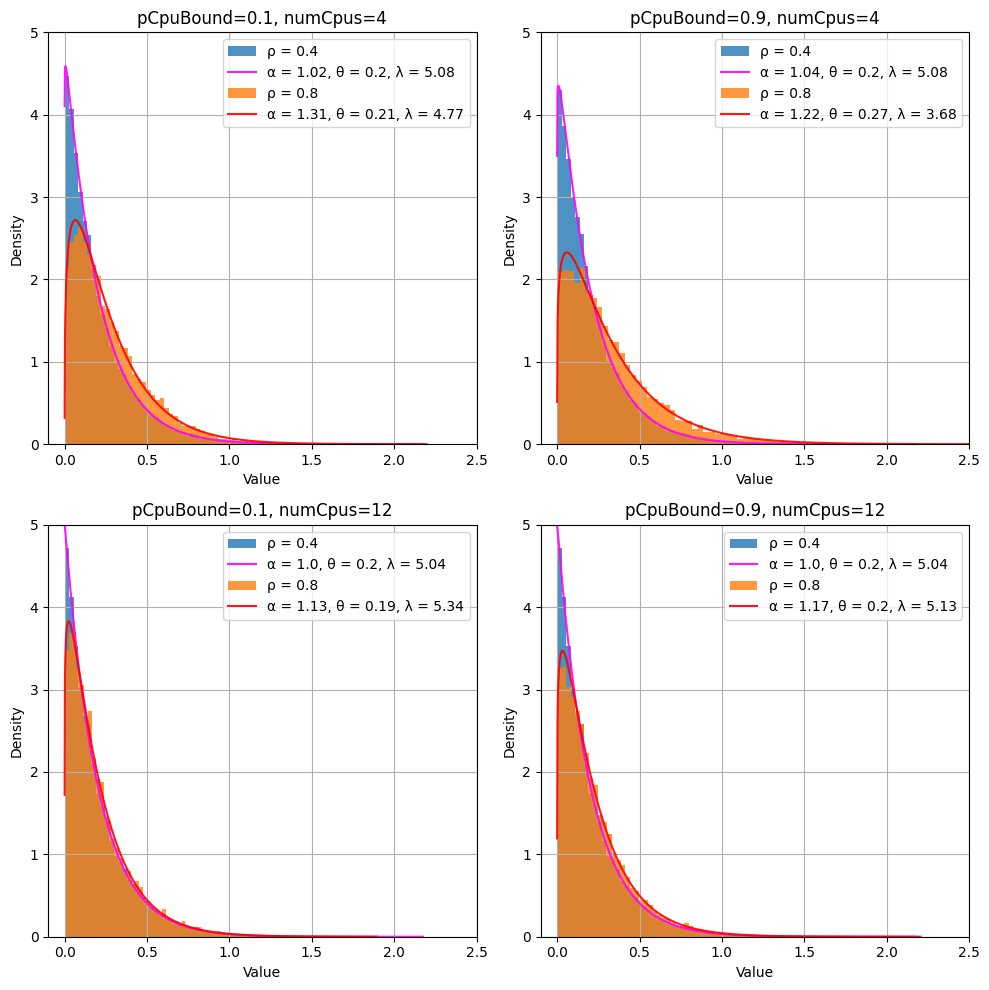 pCpuBound=0.1, numCpus=4
5
4
3
2
1
0
Density
ρ = 0.4
α = 1.02, θ = 0.2, λ = 5.08
ρ = 0.8
α = 1.31, θ = 0.21, λ = 4.77
0.0 0.5 1.0 1.5 2.0 2.5
Value
pCpuBound=0.9, numCpus=4
5
4
3
2
1
0
Density
ρ = 0.4
α = 1.04, θ = 0.2, λ = 5.08
ρ = 0.8
α = 1.22, θ = 0.27, λ = 3.68
0.0 0.5 1.0 1.5 2.0 2.5
Value
pCpuBound=0.1, numCpus=12
5
4
3
2
1
0
Density
ρ = 0.4
α = 1.0, θ = 0.2, λ = 5.04
ρ = 0.8
α = 1.13, θ = 0.19, λ = 5.34
0.0 0.5 1.0 1.5 2.0 2.5
Value
pCpuBound=0.9, numCpus=12
5
4
3
2
1
0
Density
ρ = 0.4
α = 1.0, θ = 0.2, λ = 5.04
ρ = 0.8
α = 1.17, θ = 0.2, λ = 5.13
0.0 0.5 1.0 1.5 2.0 2.5
Value